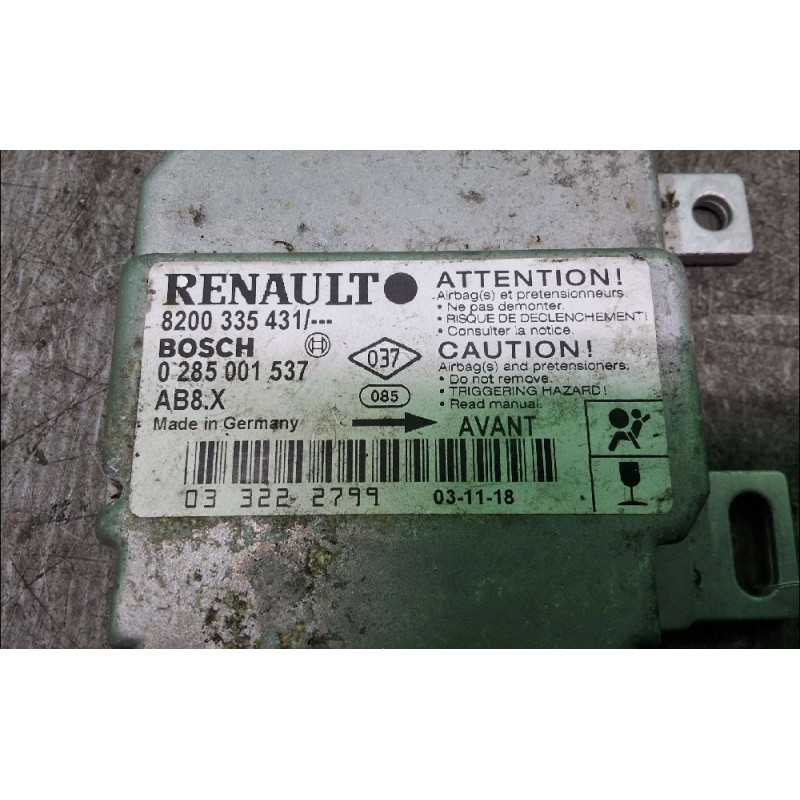 RENAULT
8200 335 431/---
BOSCH
0 285 001 537
AB8.X
Made in Germany
037
085
AVANT
ATTENTION!
Airbag(s) et pretensionneurs.
• Ne pas demonter.
• RISQUE DE DECLENCHEMENT!
• Consulter la notice.
CAUTION!
Airbag(s) and pretensioners.
• Do not remove.
• TRIGGERING HAZARD!
• Read manual.
03 322 2799
03-11-18